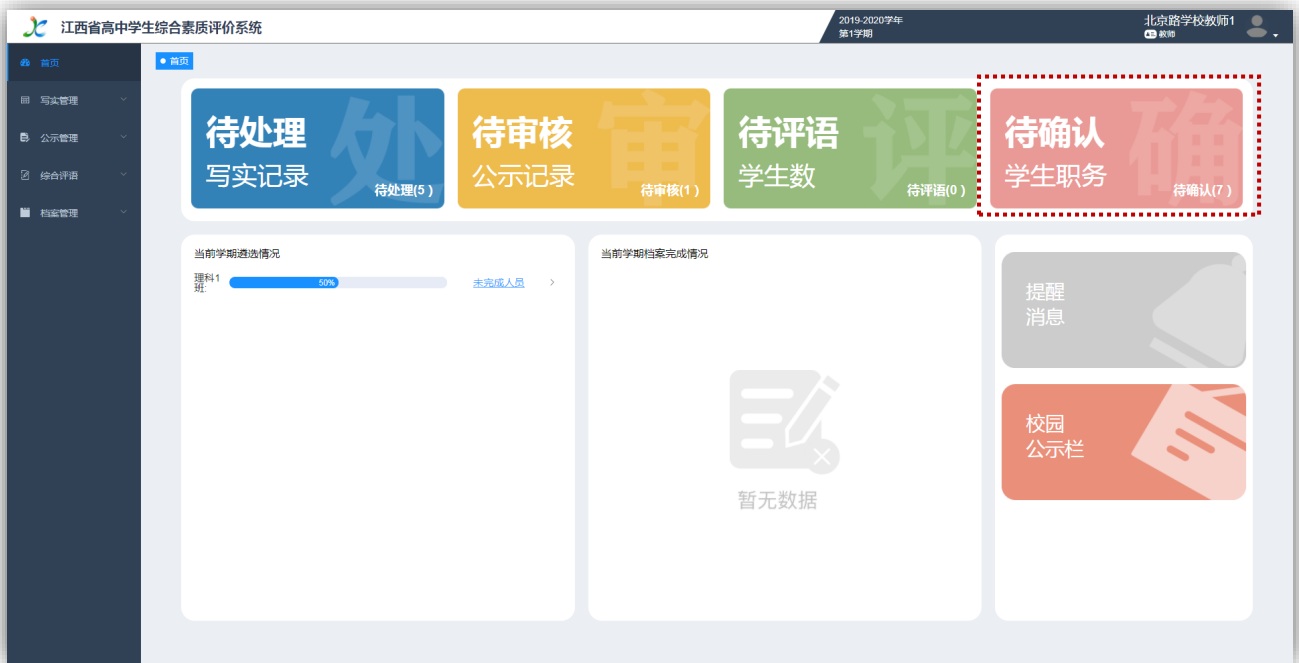 江西省高中学生综合素质评价系统
2019-2020学年
第1学期
北京路学校教师1
教师
首页
写实管理
公示管理
综合评语
档案管理
首页
处
待处理
写实记录
待处理(5 )
审
待审核
公示记录
待审核(1 )
评
待评语
学生数
待评语(0 )
确
待确认
学生职务
待确认(7 )
当前学期遴选情况
理科1
班:
50%
未完成人员
当前学期档案完成情况
暂无数据
提醒
消息
校园
公示栏